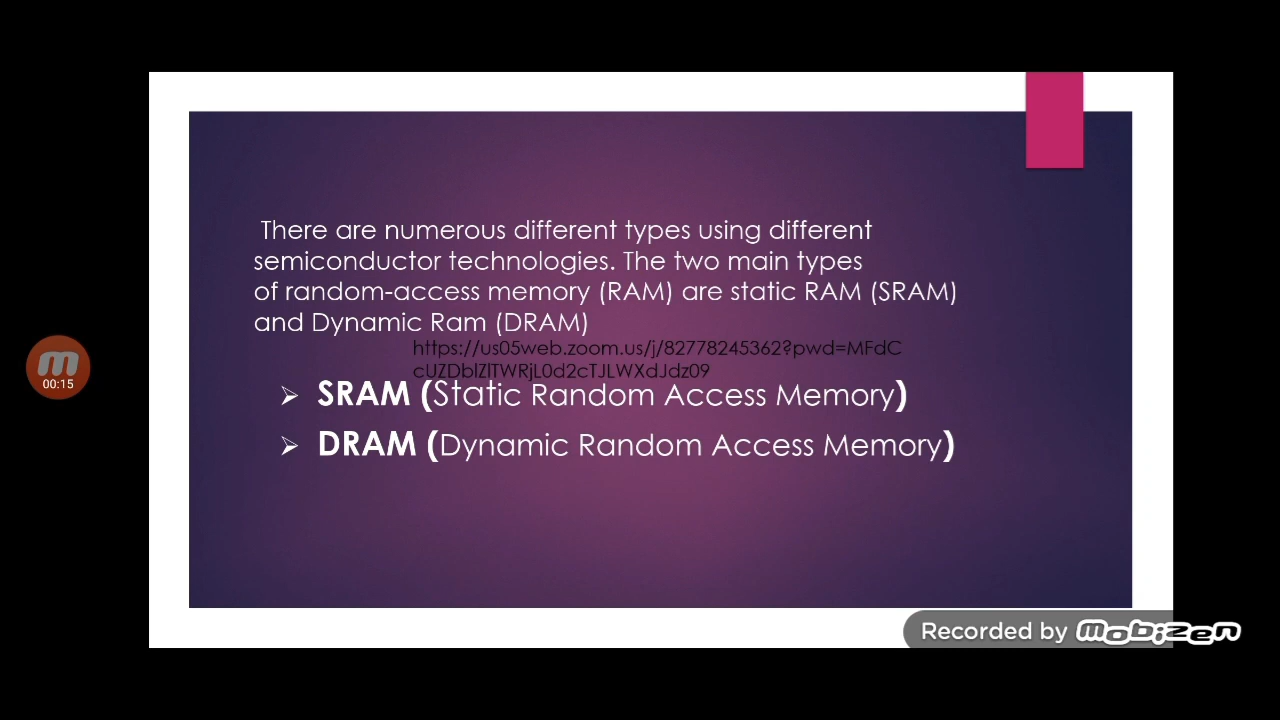 There are numerous different types using different
semiconductor technologies. The two main types
of random-access memory (RAM) are static RAM (SRAM)
and Dynamic Ram (DRAM)
https://us05web.zoom.us/j/82778245362?pwd=MFdC
cUZDblZlTWRjL0d2cTJLWXdJdz09
➢ SRAM (Static Random Access Memory)
➢ DRAM (Dynamic Random Access Memory)
00:15
Recorded by mobizen